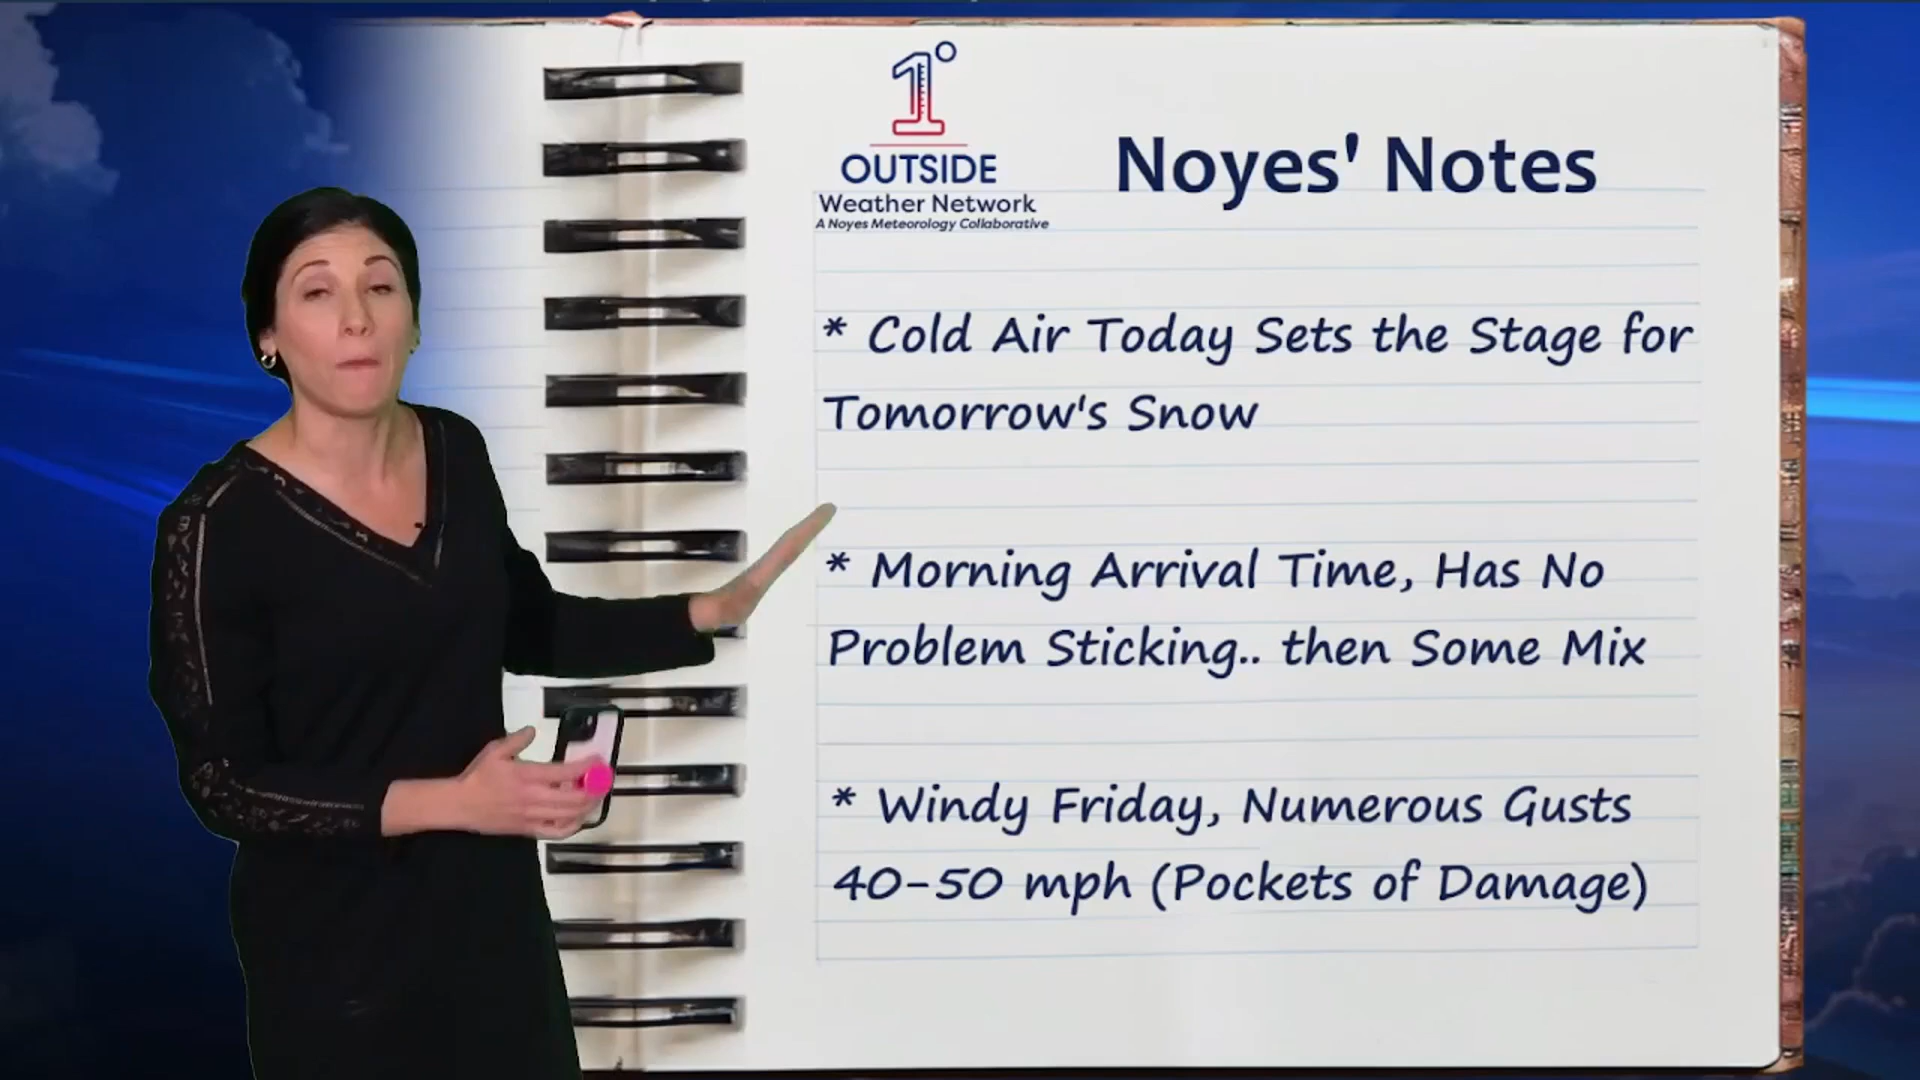 1°
OUTSIDE
Weather Network
A Noyes Meteorology Collaborative
Noyes' Notes
* Cold Air Today Sets the Stage for
Tomorrow's Snow
* Morning Arrival Time, Has No
Problem Sticking.. then Some Mix
* Windy Friday, Numerous Gusts
40-50 mph (Pockets of Damage)